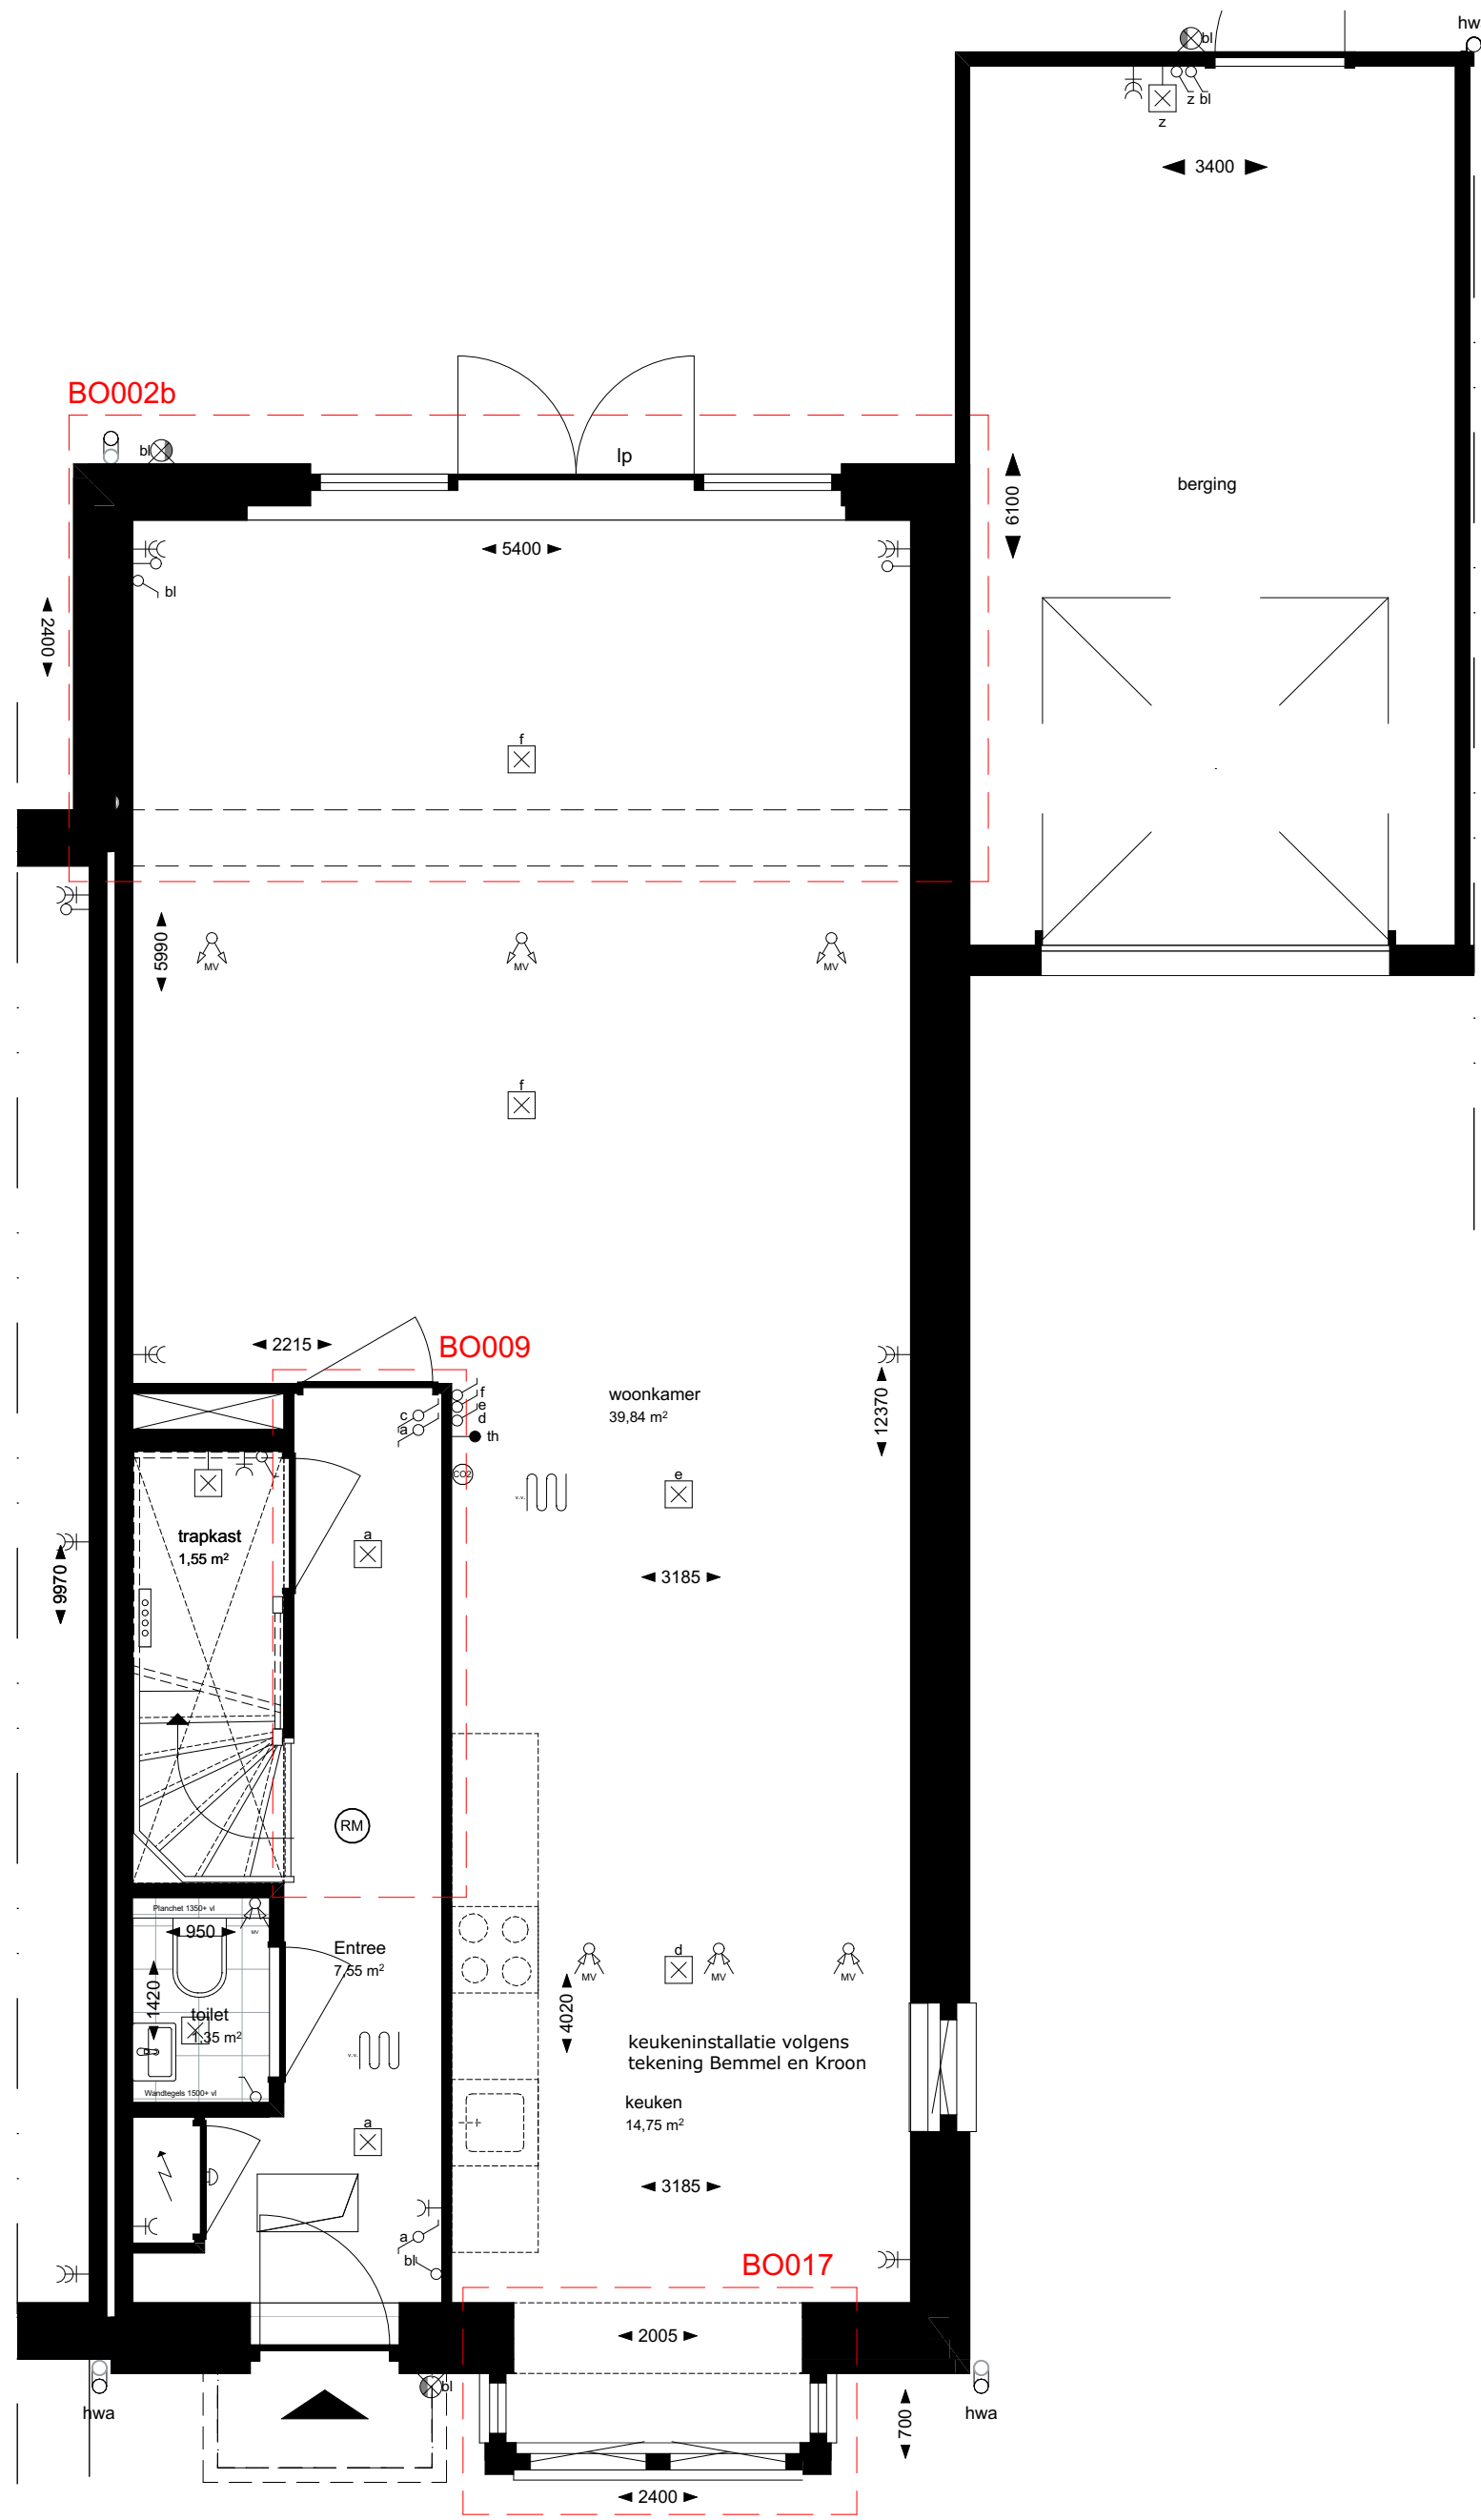 hw
bl
z bl
z
3400
BO002b
bl
lp
berging
6100
5400
bl
2400
f
5990
MV
MV
MV
f
2215
BO009
woonkamer
39,84 m²
f
e
d
c
a
th
CO2
12370
e
trapkast
1,55 m²
a
v.v.
3185
9970
RM
Planchet 1350+ vl
950
MV
Entree
7,55 m²
1420
toilet
1,35 m²
d
MV
MV
MV
4020
keukeninstallatie volgens
tekening Bemmel en Kroon
v.v.
Wandtegels 1500+ vl
keuken
14,75 m²
a
3185
a
bl
BO017
2005
bl
hwa
hwa
700
2400